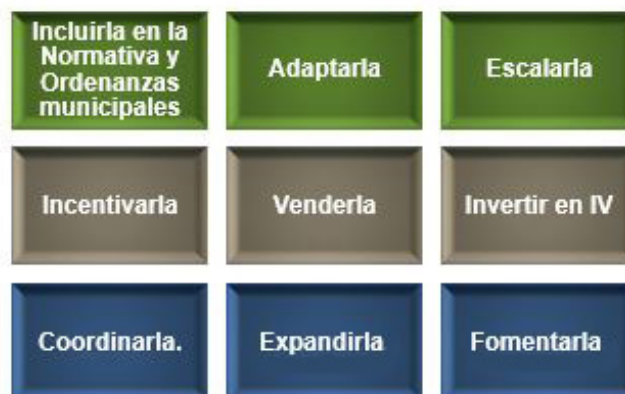 Incluirla en la
Normativa y
Ordenanzas
municipales
Adaptarla
Escalarla
Incentivarla
Venderla
Invertir en IV
Coordinarla.
Expandirla
Fomentarla